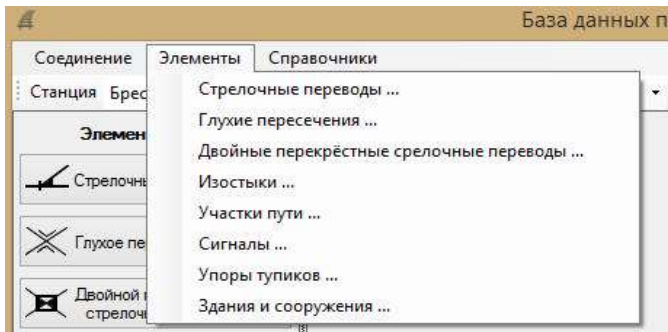 База данных п
Соединение Элементы Справочники
Станция Брес
Стрелочные переводы ...
Глухие пересечения ...
Двойные перекрёстные срелочные переводы ...
Изостыки ...
Участки пути ...
Сигналы ...
Упоры тупиков ...
Здания и сооружения ...
Элемен
Стрелочнь
Глухое пе
Двойной
стрелоч